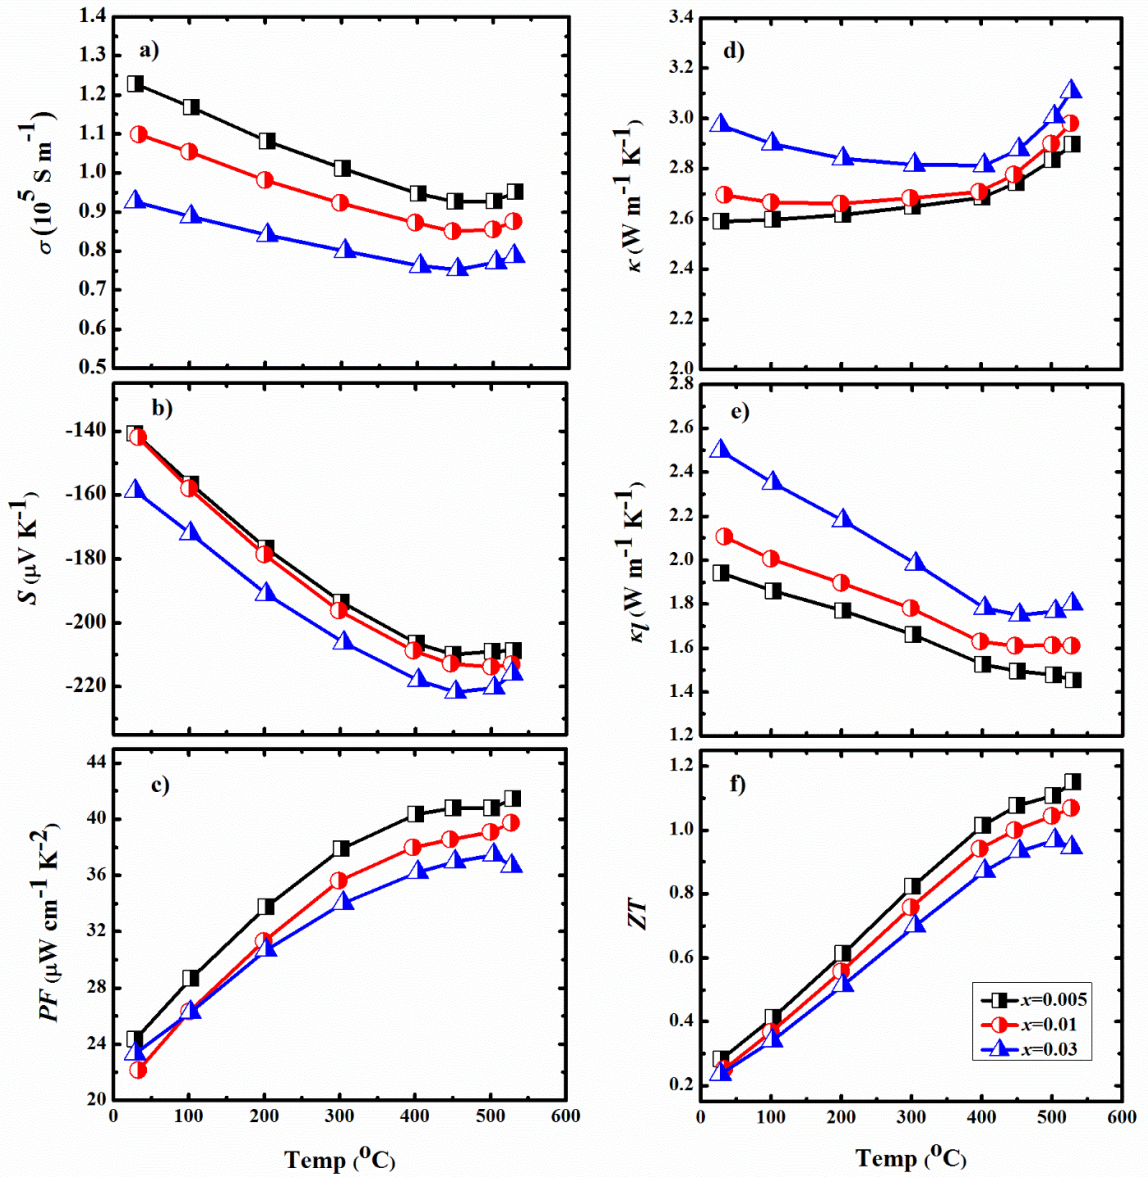 a)
1.4
1.3
1.2
1.1
1.0
0.9
0.8
0.7
0.6
0.5
σ (10⁵ S m⁻¹)
b)
-140
-160
-180
-200
-220
S (μV K⁻¹)
c)
44
40
36
32
28
24
20
PF (μW cm⁻¹ K⁻²)
0 100 200 300 400 500 600
Temp (°C)
d)
3.4
3.2
3.0
2.8
2.6
2.4
2.2
2.0
κ (W m⁻¹ K⁻¹)
e)
2.8
2.6
2.4
2.2
2.0
1.8
1.6
1.4
1.2
κl (W m⁻¹ K⁻¹)
f)
1.2
1.0
0.8
0.6
0.4
0.2
ZT
x=0.005
x=0.01
x=0.03
0 100 200 300 400 500 600
Temp (°C)